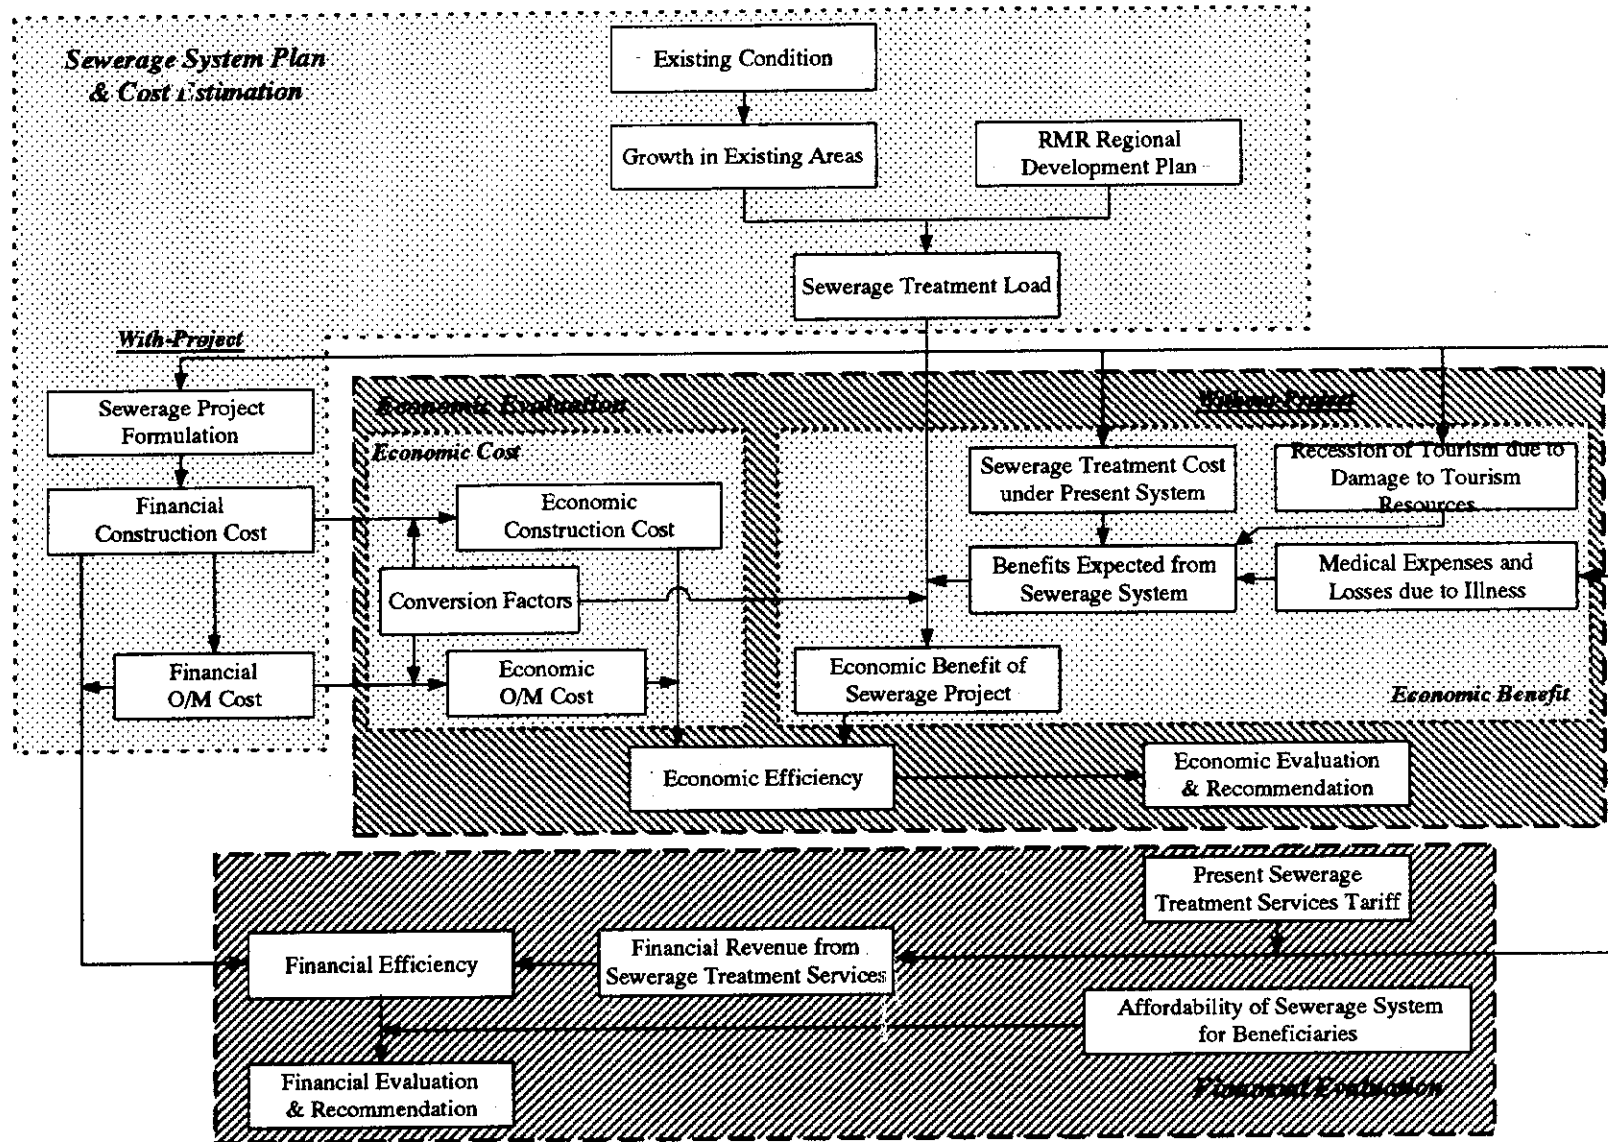 Sewerage System Plan
& Cost Estimation
Existing Condition
Growth in Existing Areas
RMR Regional
Development Plan
Sewerage Treatment Load
With-Project
Sewerage Project
Formulation
Economic Evaluation
Without-Project
Economic Cost
Financial
Construction Cost
Economic
Construction Cost
Sewerage Treatment Cost
under Present System
Recession of Tourism due to
Damage to Tourism
Resources
Conversion Factors
Benefits Expected from
Sewerage System
Medical Expenses and
Losses due to Illness
Financial
O/M Cost
Economic
O/M Cost
Economic Benefit of
Sewerage Project
Economic Benefit
Economic Efficiency
Economic Evaluation
& Recommendation
Present Sewerage
Treatment Services Tariff
Financial Efficiency
Financial Revenue from
Sewerage Treatment Services
Affordability of Sewerage System
for Beneficiaries
Financial Evaluation
& Recommendation
Financial Evaluation